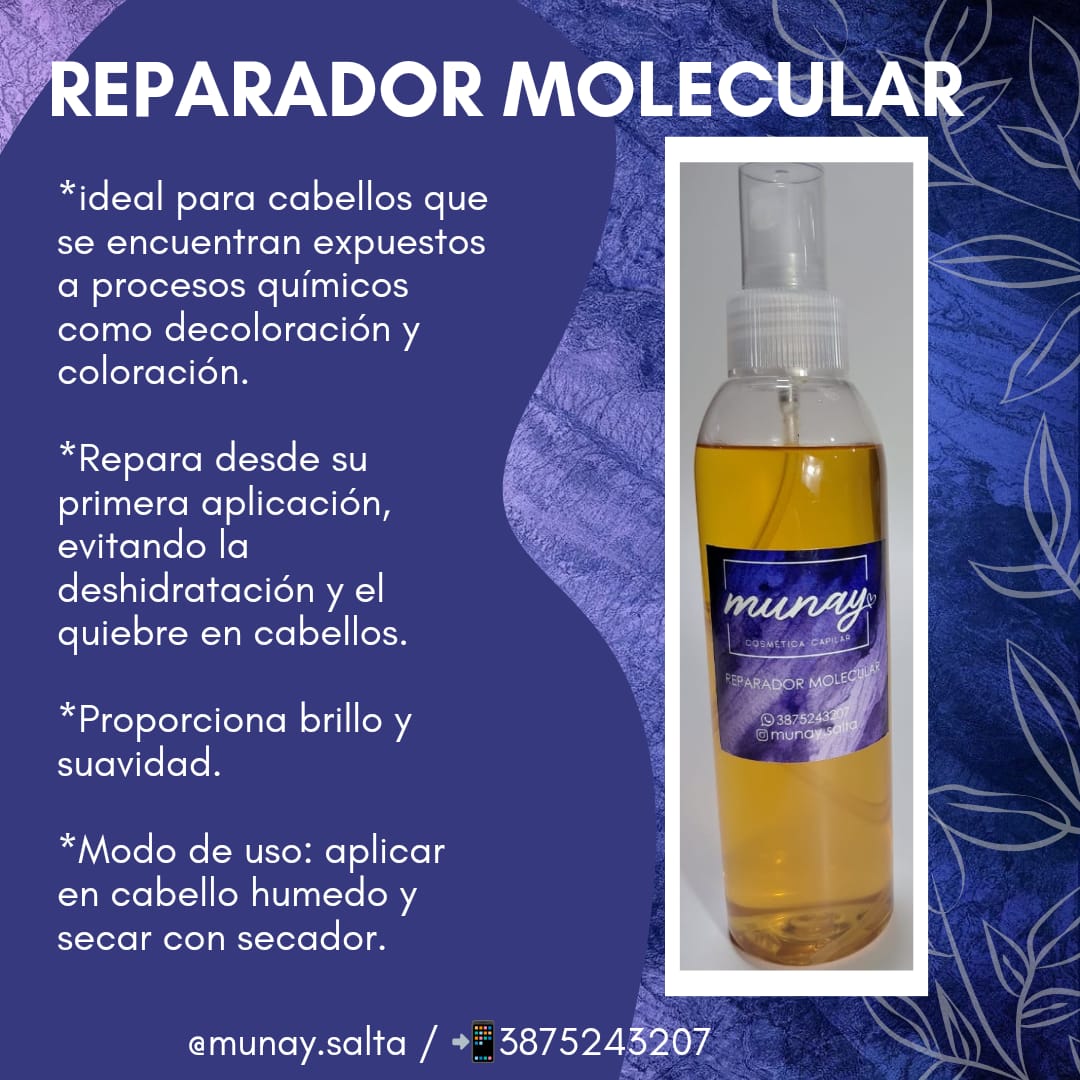 REPARADOR MOLECULAR
*ideal para cabellos que
se encuentran expuestos
a procesos químicos
como decoloración y
coloración.
*Repara desde su
primera aplicación,
evitando la
deshidratación y el
quiebre en cabellos.
*Proporciona brillo y
suavidad.
*Modo de uso: aplicar
en cabello humedo y
secar con secador.
munay
COSMÉTICA CAPILAR
REPARADOR MOLECULAR
3875243207
munay.salta
@munay.salta / 📲3875243207